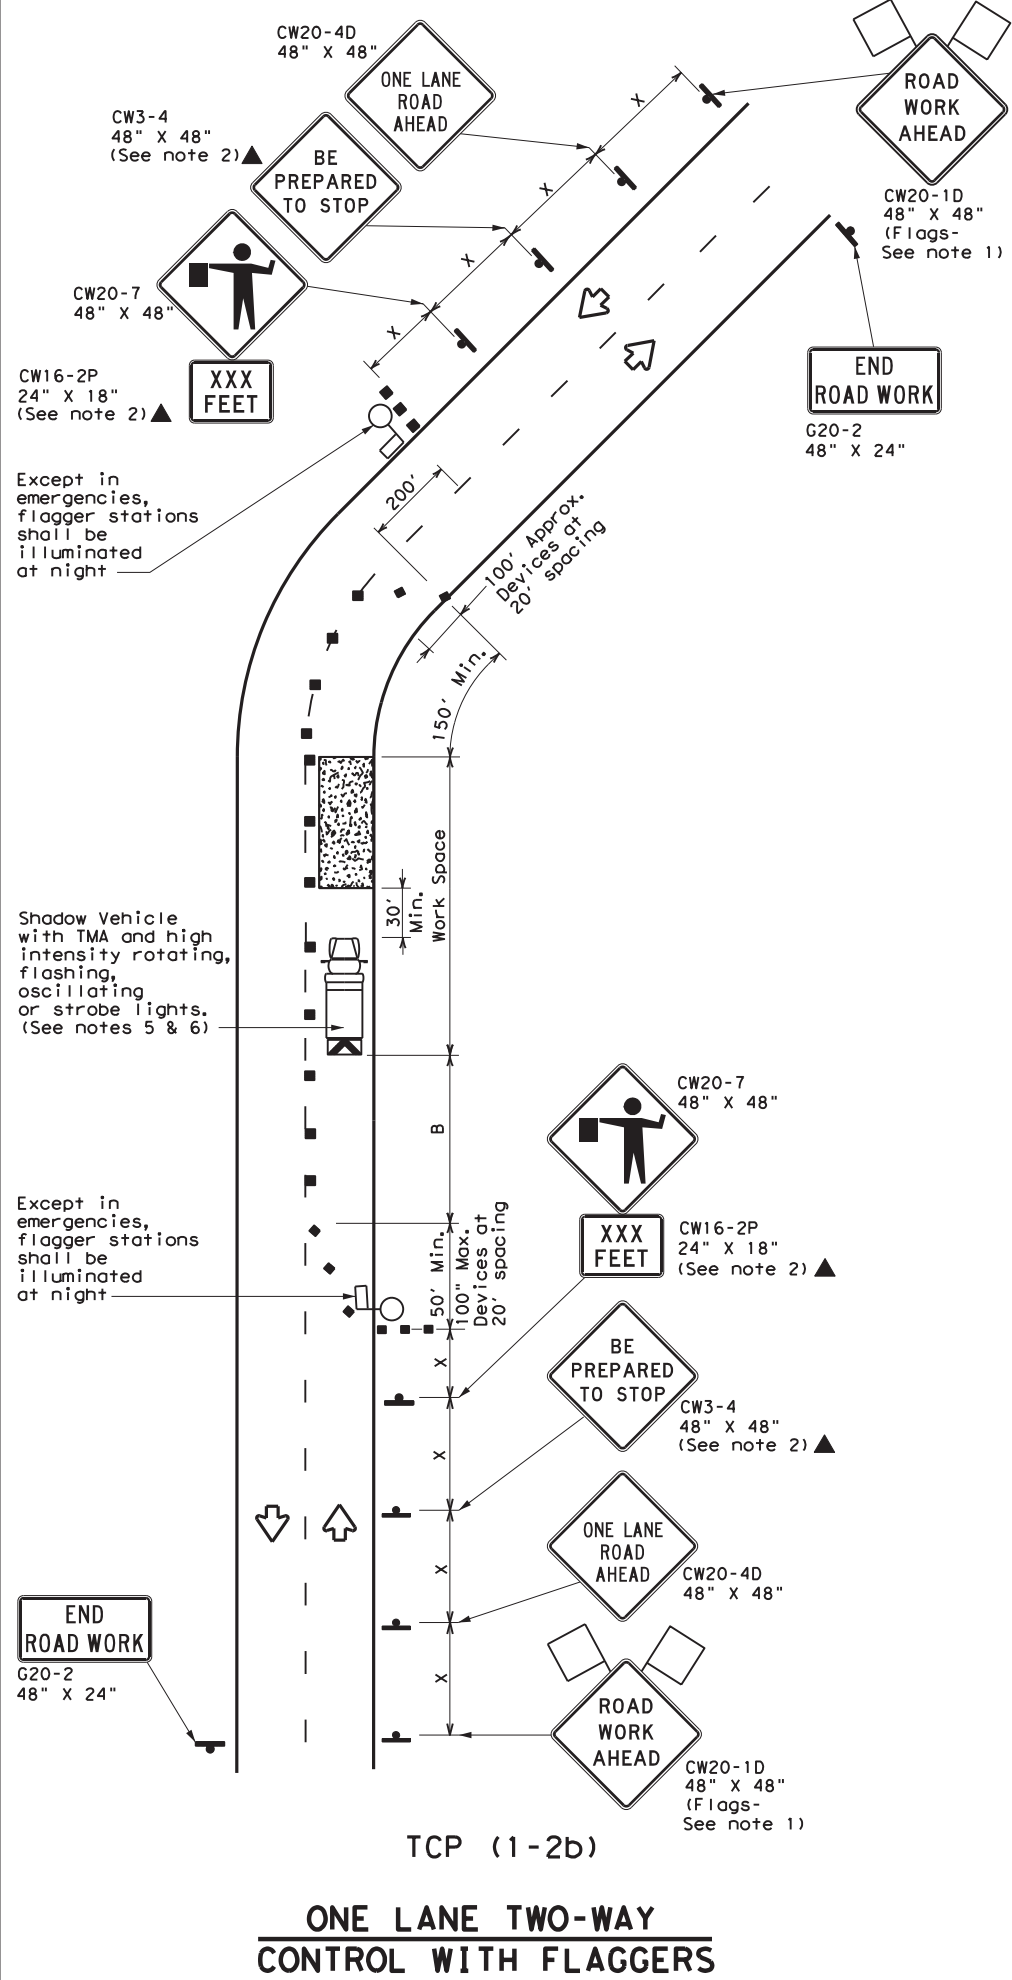 CW20-4D
48" X 48"
ONE LANE
ROAD
AHEAD
X
ROAD
WORK
AHEAD
CW20-1D
48" X 48"
(Flags-
See note 1)
CW3-4
48" X 48"
(See note 2)
BE
PREPARED
TO STOP
X
X
CW20-7
48" X 48"
X
CW16-2P
24" X 18"
(See note 2)
XXX
FEET
END
ROAD WORK
G20-2
48" X 24"
Except in
emergencies,
flagger stations
shall be
illuminated
at night
200'
100' Approx.
Devices at
20' spacing
150' Min.
Work Space
30'
Min.
Shadow Vehicle
with TMA and high
intensity rotating,
flashing,
oscillating
or strobe lights.
(See notes 5 & 6)
B
CW20-7
48" X 48"
XXX
FEET
CW16-2P
24" X 18"
(See note 2)
Except in
emergencies,
flagger stations
shall be
illuminated
at night
50' Min.
100" Max.
Devices at
20' spacing
X
BE
PREPARED
TO STOP
CW3-4
48" X 48"
(See note 2)
X
ONE LANE
ROAD
AHEAD
CW20-4D
48" X 48"
X
END
ROAD WORK
G20-2
48" X 24"
X
ROAD
WORK
AHEAD
CW20-1D
48" X 48"
(Flags-
See note 1)
TCP (1-2b)
ONE LANE TWO-WAY
CONTROL WITH FLAGGERS